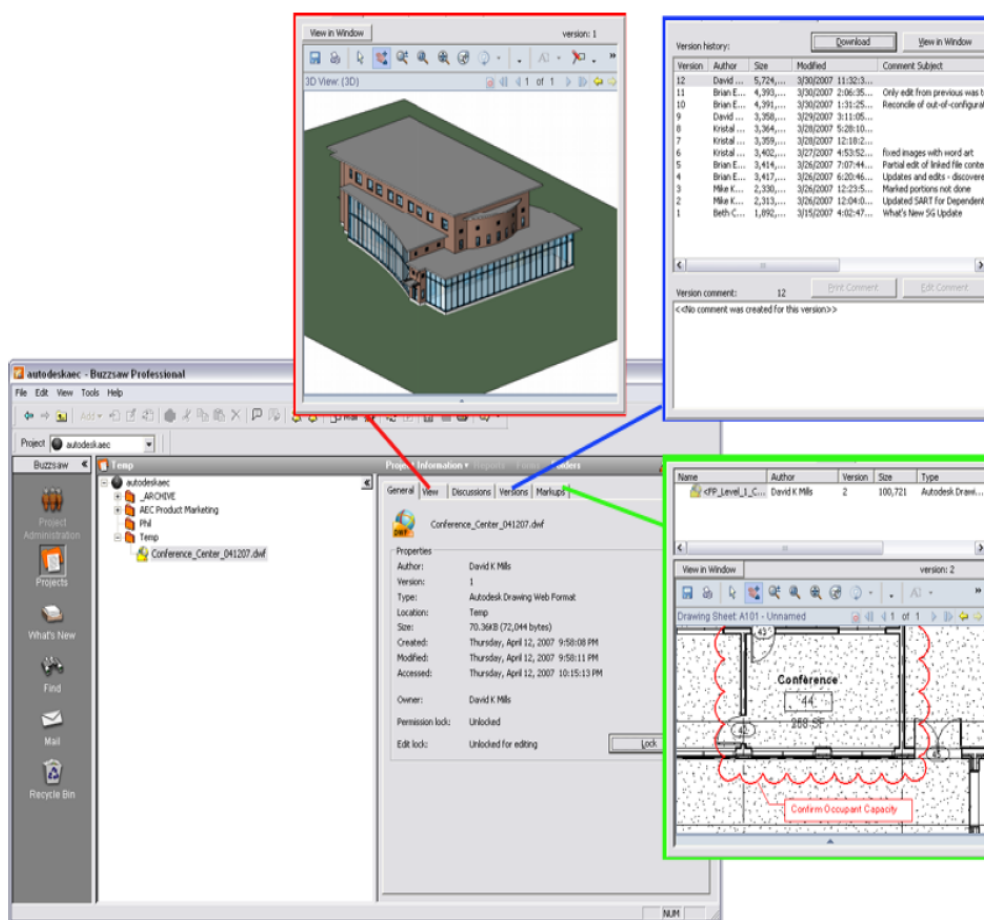 View in Window version: 1
3D View: (3D) 1 of 1
Version history: Download View in Window
Version Author Size Modified Comment Subject
12 David ... 5,724,... 3/30/2007 11:32:3...
11 Brian E... 4,393,... 3/30/2007 2:06:35... Only edit from previous was t
10 Brian E... 4,391,... 3/30/2007 1:31:25... Reconcile of out-of-configurat
9 David ... 3,358,... 3/29/2007 3:11:05...
8 Kristal ... 3,364,... 3/28/2007 5:28:10...
7 Kristal ... 3,359,... 3/28/2007 12:18:2...
6 Kristal ... 3,402,... 3/27/2007 4:53:52... fixed images with word art
5 Brian E... 3,414,... 3/26/2007 7:07:44... Partial edit of linked file conte
4 Brian E... 3,417,... 3/26/2007 6:20:46... Updates and edits - discovere
3 Mike K... 2,330,... 3/26/2007 12:23:5... Marked portions not done
2 Mike K... 2,313,... 3/26/2007 12:04:0... Updated SART for Dependent
1 Beth C... 1,892,... 3/15/2007 4:02:47... What's New SG Update
Version comment: 12 Print Comment Edit Comment
<<No comment was created for this version>>
autodeskaec - Buzzsaw Professional
File Edit View Tools Help
Add
Project autodeskaec
Buzzsaw
Project Administration
Projects
What's New
Find
Mail
Recycle Bin
Temp
autodeskaec
_ARCHIVE
AEC Product Marketing
Phil
Temp
Conference_Center_041207.dwf
Project Information Reports Forms Folders
General View Discussions Versions Markups
DWF Conference_Center_041207.dwf
Properties
Author: David K Mills
Version: 1
Type: Autodesk Drawing Web Format
Location: Temp
Size: 70.36KB (72,044 bytes)
Created: Thursday, April 12, 2007 9:58:08 PM
Modified: Thursday, April 12, 2007 9:58:11 PM
Accessed: Thursday, April 12, 2007 10:15:13 PM
Owner: David K Mills
Permission lock: Unlocked
Edit lock: Unlocked for editing Lock
NUM
Name Author Version Size Type
<FP_Level_1_C... David K Mills 2 100,721 Autodesk Drawi...
View in Window version: 2
Drawing Sheet: A101 - Unnamed 1 of 1
Conference
44
Confirm Occupant Capacity